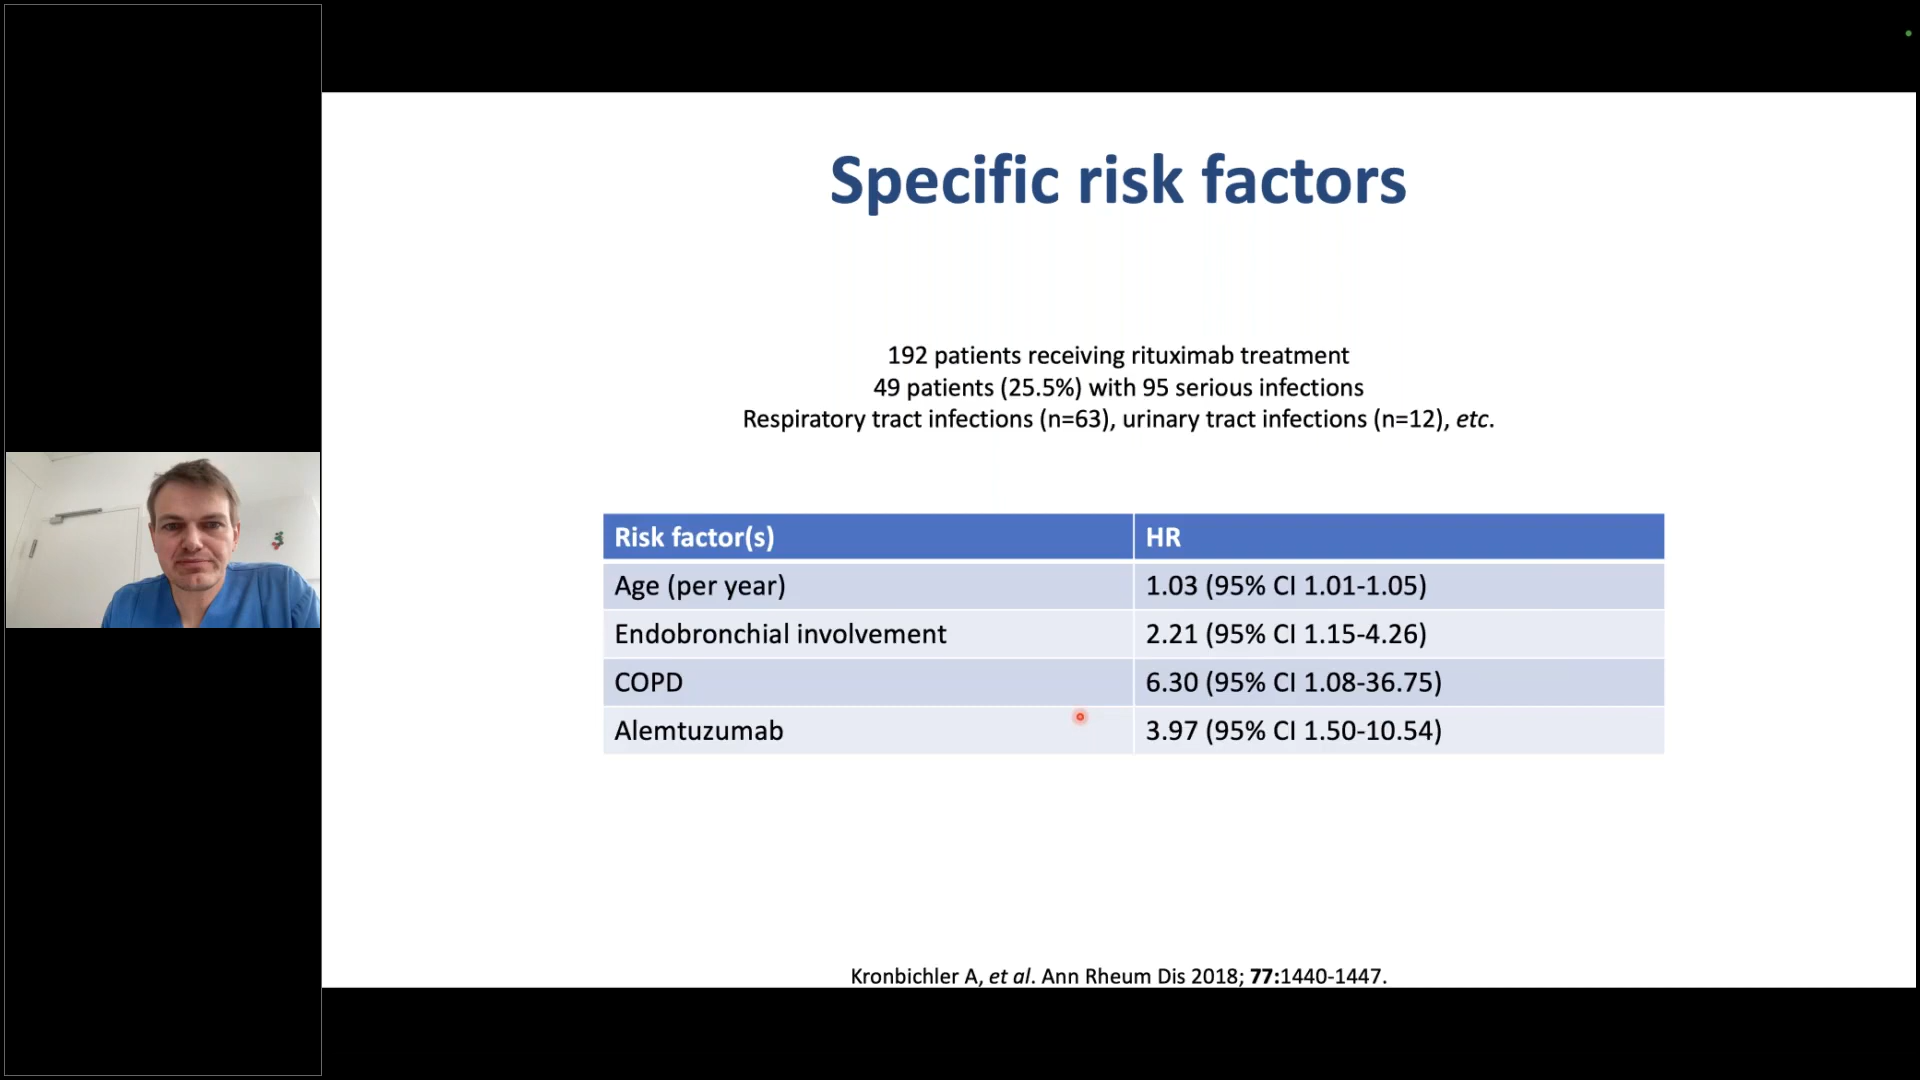 Specific risk factors
192 patients receiving rituximab treatment
49 patients (25.5%) with 95 serious infections
Respiratory tract infections (n=63), urinary tract infections (n=12), etc.
Risk factor(s) HR
Age (per year) 1.03 (95% CI 1.01-1.05)
Endobronchial involvement 2.21 (95% CI 1.15-4.26)
COPD 6.30 (95% CI 1.08-36.75)
Alemtuzumab 3.97 (95% CI 1.50-10.54)
Kronbichler A, et al. Ann Rheum Dis 2018; 77:1440-1447.